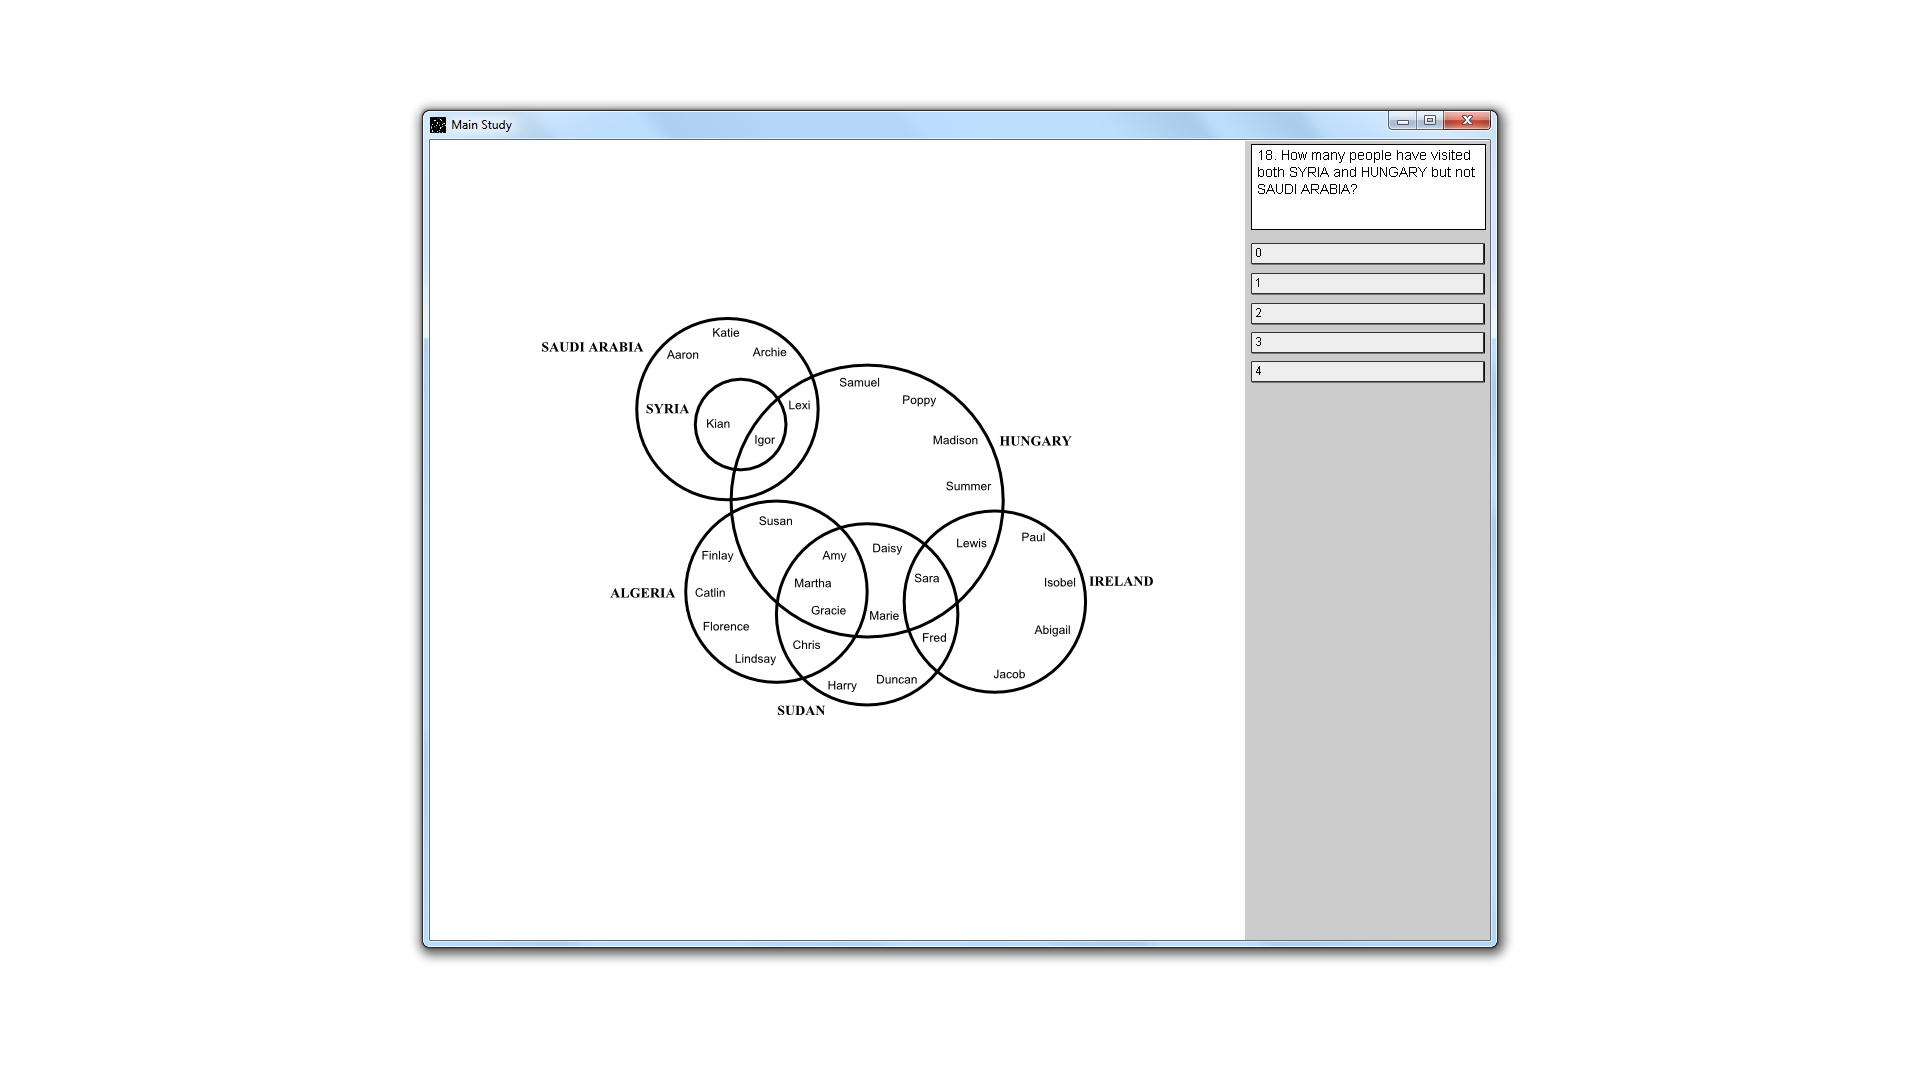 Main Study
18. How many people have visited
both SYRIA and HUNGARY but not
SAUDI ARABIA?
0
1
2
3
4
Katie
SAUDI ARABIA
Aaron
Archie
Samuel
Poppy
Lexi
SYRIA
Kian
Igor
Madison
HUNGARY
Summer
Susan
Finlay
Amy
Daisy
Lewis
Paul
Martha
Sara
Isobel
IRELAND
ALGERIA
Catlin
Gracie
Marie
Florence
Abigail
Chris
Fred
Lindsay
Harry
Duncan
Jacob
SUDAN